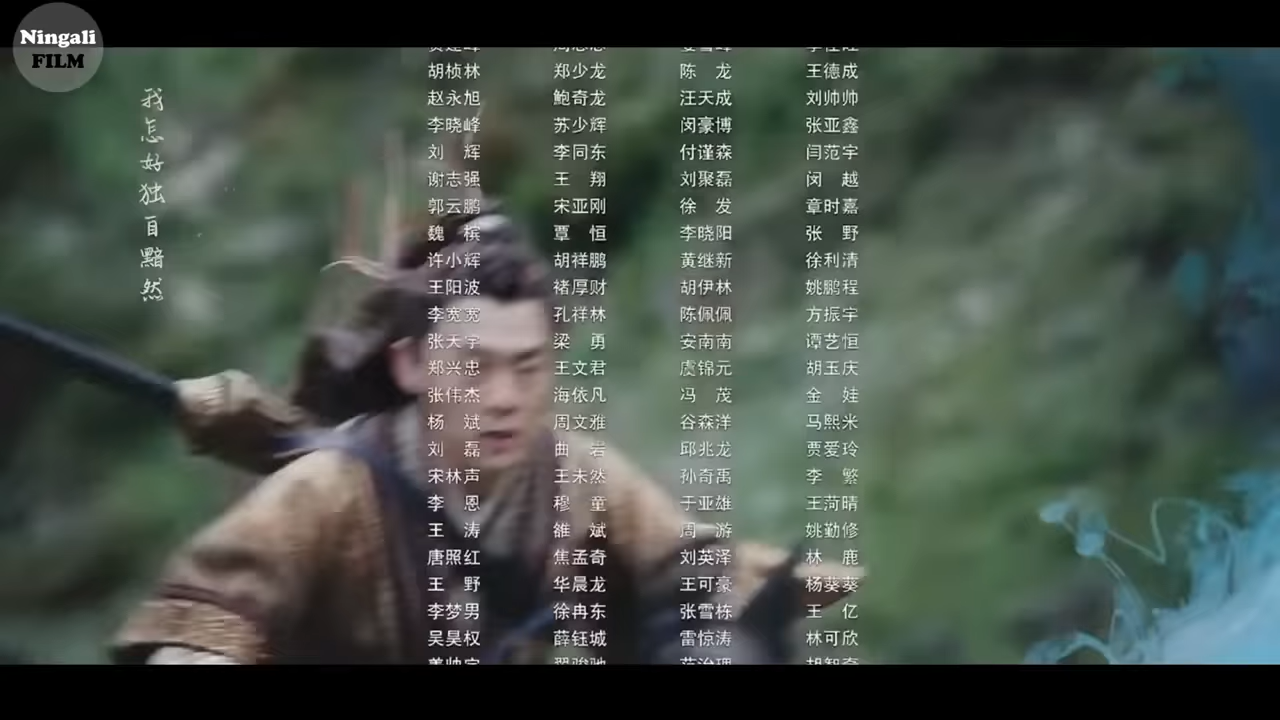 Ningali
FILM
我怎好独自黯然
胡桢林 郑少龙 陈 龙 王德成
赵永旭 鲍奇龙 汪天成 刘帅帅
李晓峰 苏少辉 闵豪博 张亚鑫
刘 辉 李同东 付谨森 闫范宇
谢志强 王 翔 刘聚磊 闵 越
郭云鹏 宋亚刚 徐 发 章时嘉
魏 槟 覃 恒 李晓阳 张 野
许小辉 胡祥鹏 黄继新 徐利清
王阳波 褚厚财 胡伊林 姚鹏程
李宽宽 孔祥林 陈佩佩 方振宇
张天宇 梁 勇 安南南 谭艺恒
郑兴忠 王文君 虞锦元 胡玉庆
张伟杰 海依凡 冯 茂 金 娃
杨 斌 周文雅 谷森洋 马熙米
刘 磊 曲 岩 邱兆龙 贾爱玲
宋林声 王未然 孙奇禹 李 繁
李 恩 穆 童 于亚雄 王菏晴
王 涛 雒 斌 周 游 姚勤修
唐照红 焦孟奇 刘英泽 林 鹿
王 野 华晨龙 王可豪 杨葵葵
李梦男 徐冉东 张雪栋 王 亿
吴昊权 薛钰城 雷惊涛 林可欣